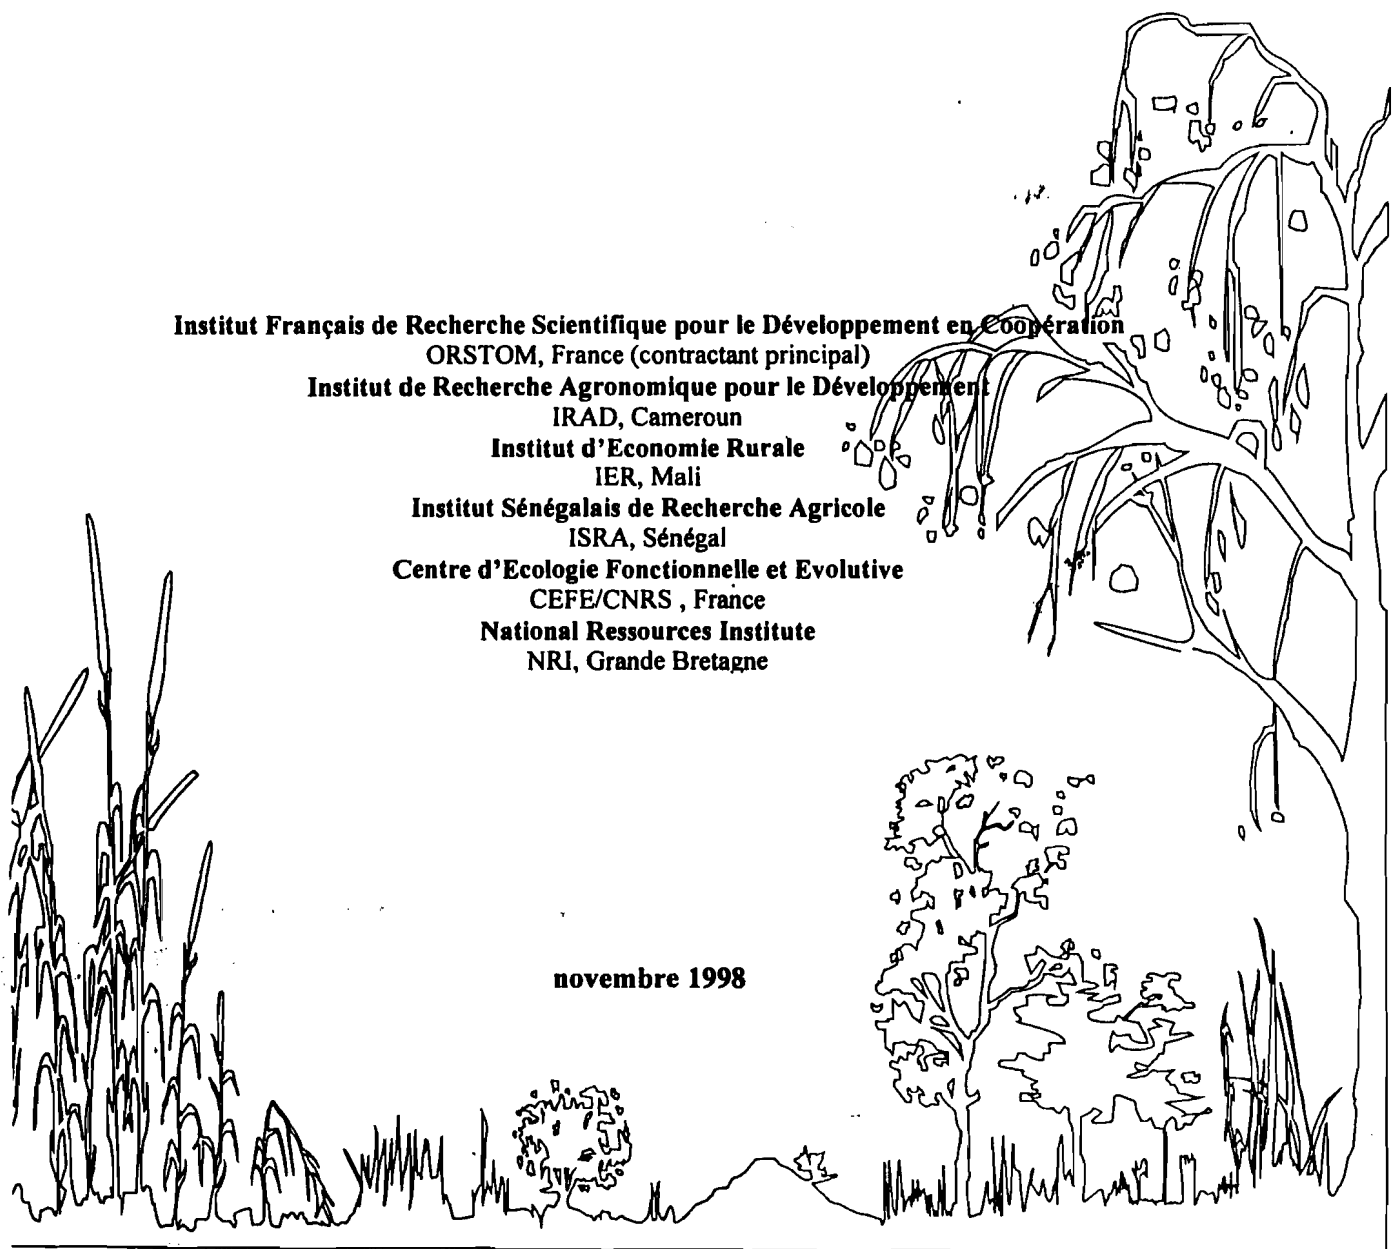 Institut Français de Recherche Scientifique pour le Développement en Coopération
ORSTOM, France (contractant principal)
Institut de Recherche Agronomique pour le Développement
IRAD, Cameroun
Institut d'Economie Rurale
IER, Mali
Institut Sénégalais de Recherche Agricole
ISRA, Sénégal
Centre d'Ecologie Fonctionnelle et Evolutive
CEFE/CNRS , France
National Ressources Institute
NRI, Grande Bretagne
novembre 1998